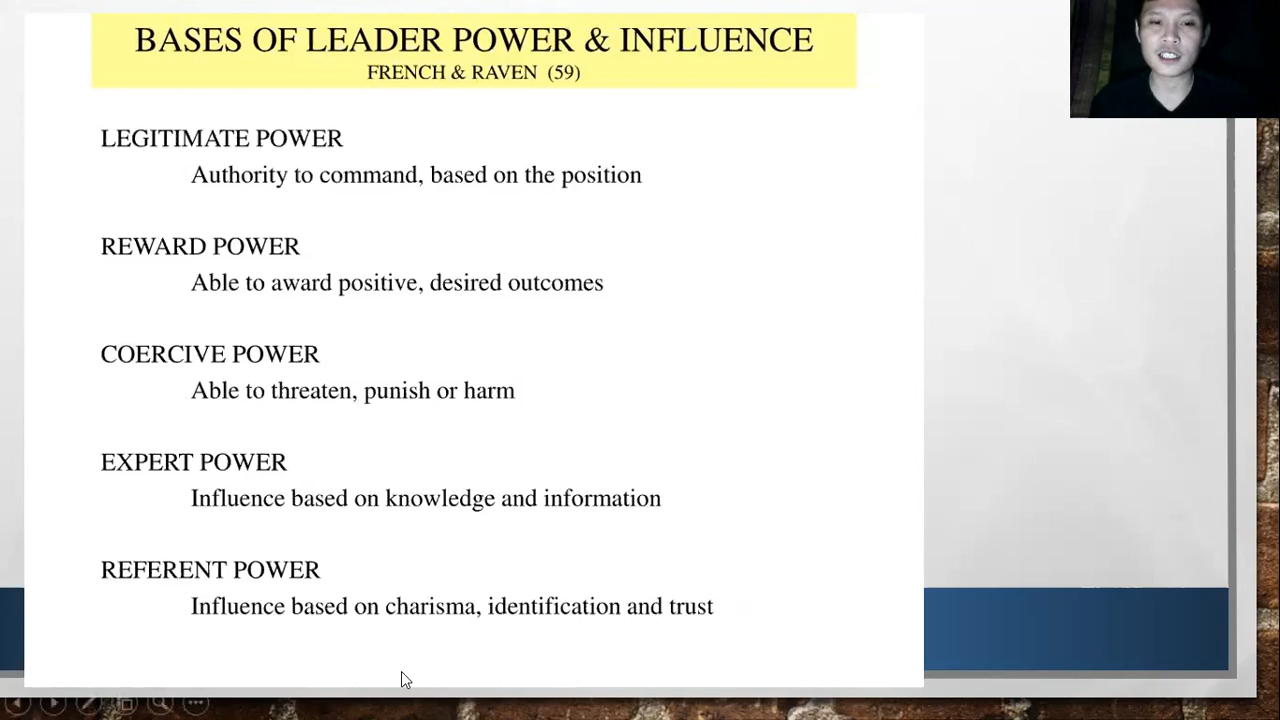 BASES OF LEADER POWER & INFLUENCE
FRENCH & RAVEN (59)
LEGITIMATE POWER
Authority to command, based on the position
REWARD POWER
Able to award positive, desired outcomes
COERCIVE POWER
Able to threaten, punish or harm
EXPERT POWER
Influence based on knowledge and information
REFERENT POWER
Influence based on charisma, identification and trust